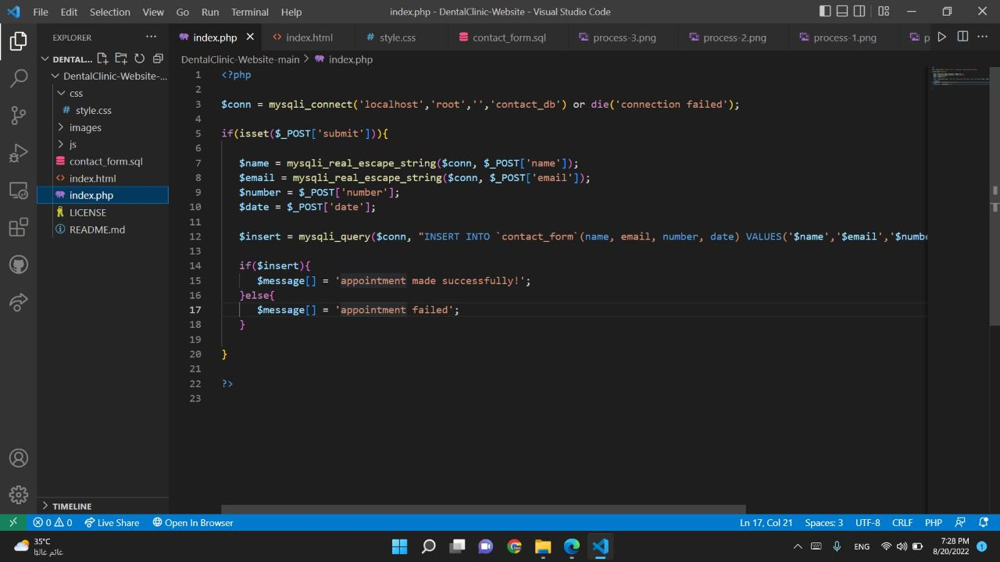 File Edit Selection View Go Run Terminal Help index.php - DentalClinic-Website - Visual Studio Code
EXPLORER
index.php index.html style.css contact_form.sql process-3.png process-2.png process-1.png p
DENTAL...
DentalClinic-Website-main > index.php
DentalClinic-Website-...
css
style.css
images
js
contact_form.sql
index.html
index.php
LICENSE
README.md
TIMELINE
1 <?php
2
3 $conn = mysqli_connect('localhost','root','','contact_db') or die('connection failed');
4
5 if(isset($_POST['submit'])){
6
7 $name = mysqli_real_escape_string($conn, $_POST['name']);
8 $email = mysqli_real_escape_string($conn, $_POST['email']);
9 $number = $_POST['number'];
10 $date = $_POST['date'];
11
12 $insert = mysqli_query($conn, "INSERT INTO `contact_form`(name, email, number, date) VALUES('$name','$email','$numbe
13
14 if($insert){
15 $message[] = 'appointment made successfully!';
16 }else{
17 $message[] = 'appointment failed';
18 }
19
20 }
21
22 ?>
23
0 0 Live Share Open In Browser Ln 17, Col 21 Spaces: 3 UTF-8 CRLF PHP
35°C
غائم غالبًا
ENG
7:28 PM
8/20/2022
1